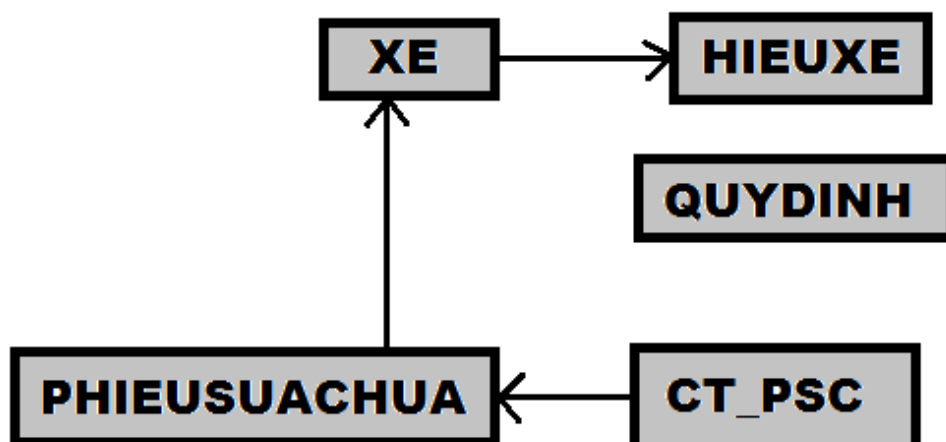 XE
HIEUXE
QUYDINH
PHIEUSUACHUA
CT_PSC